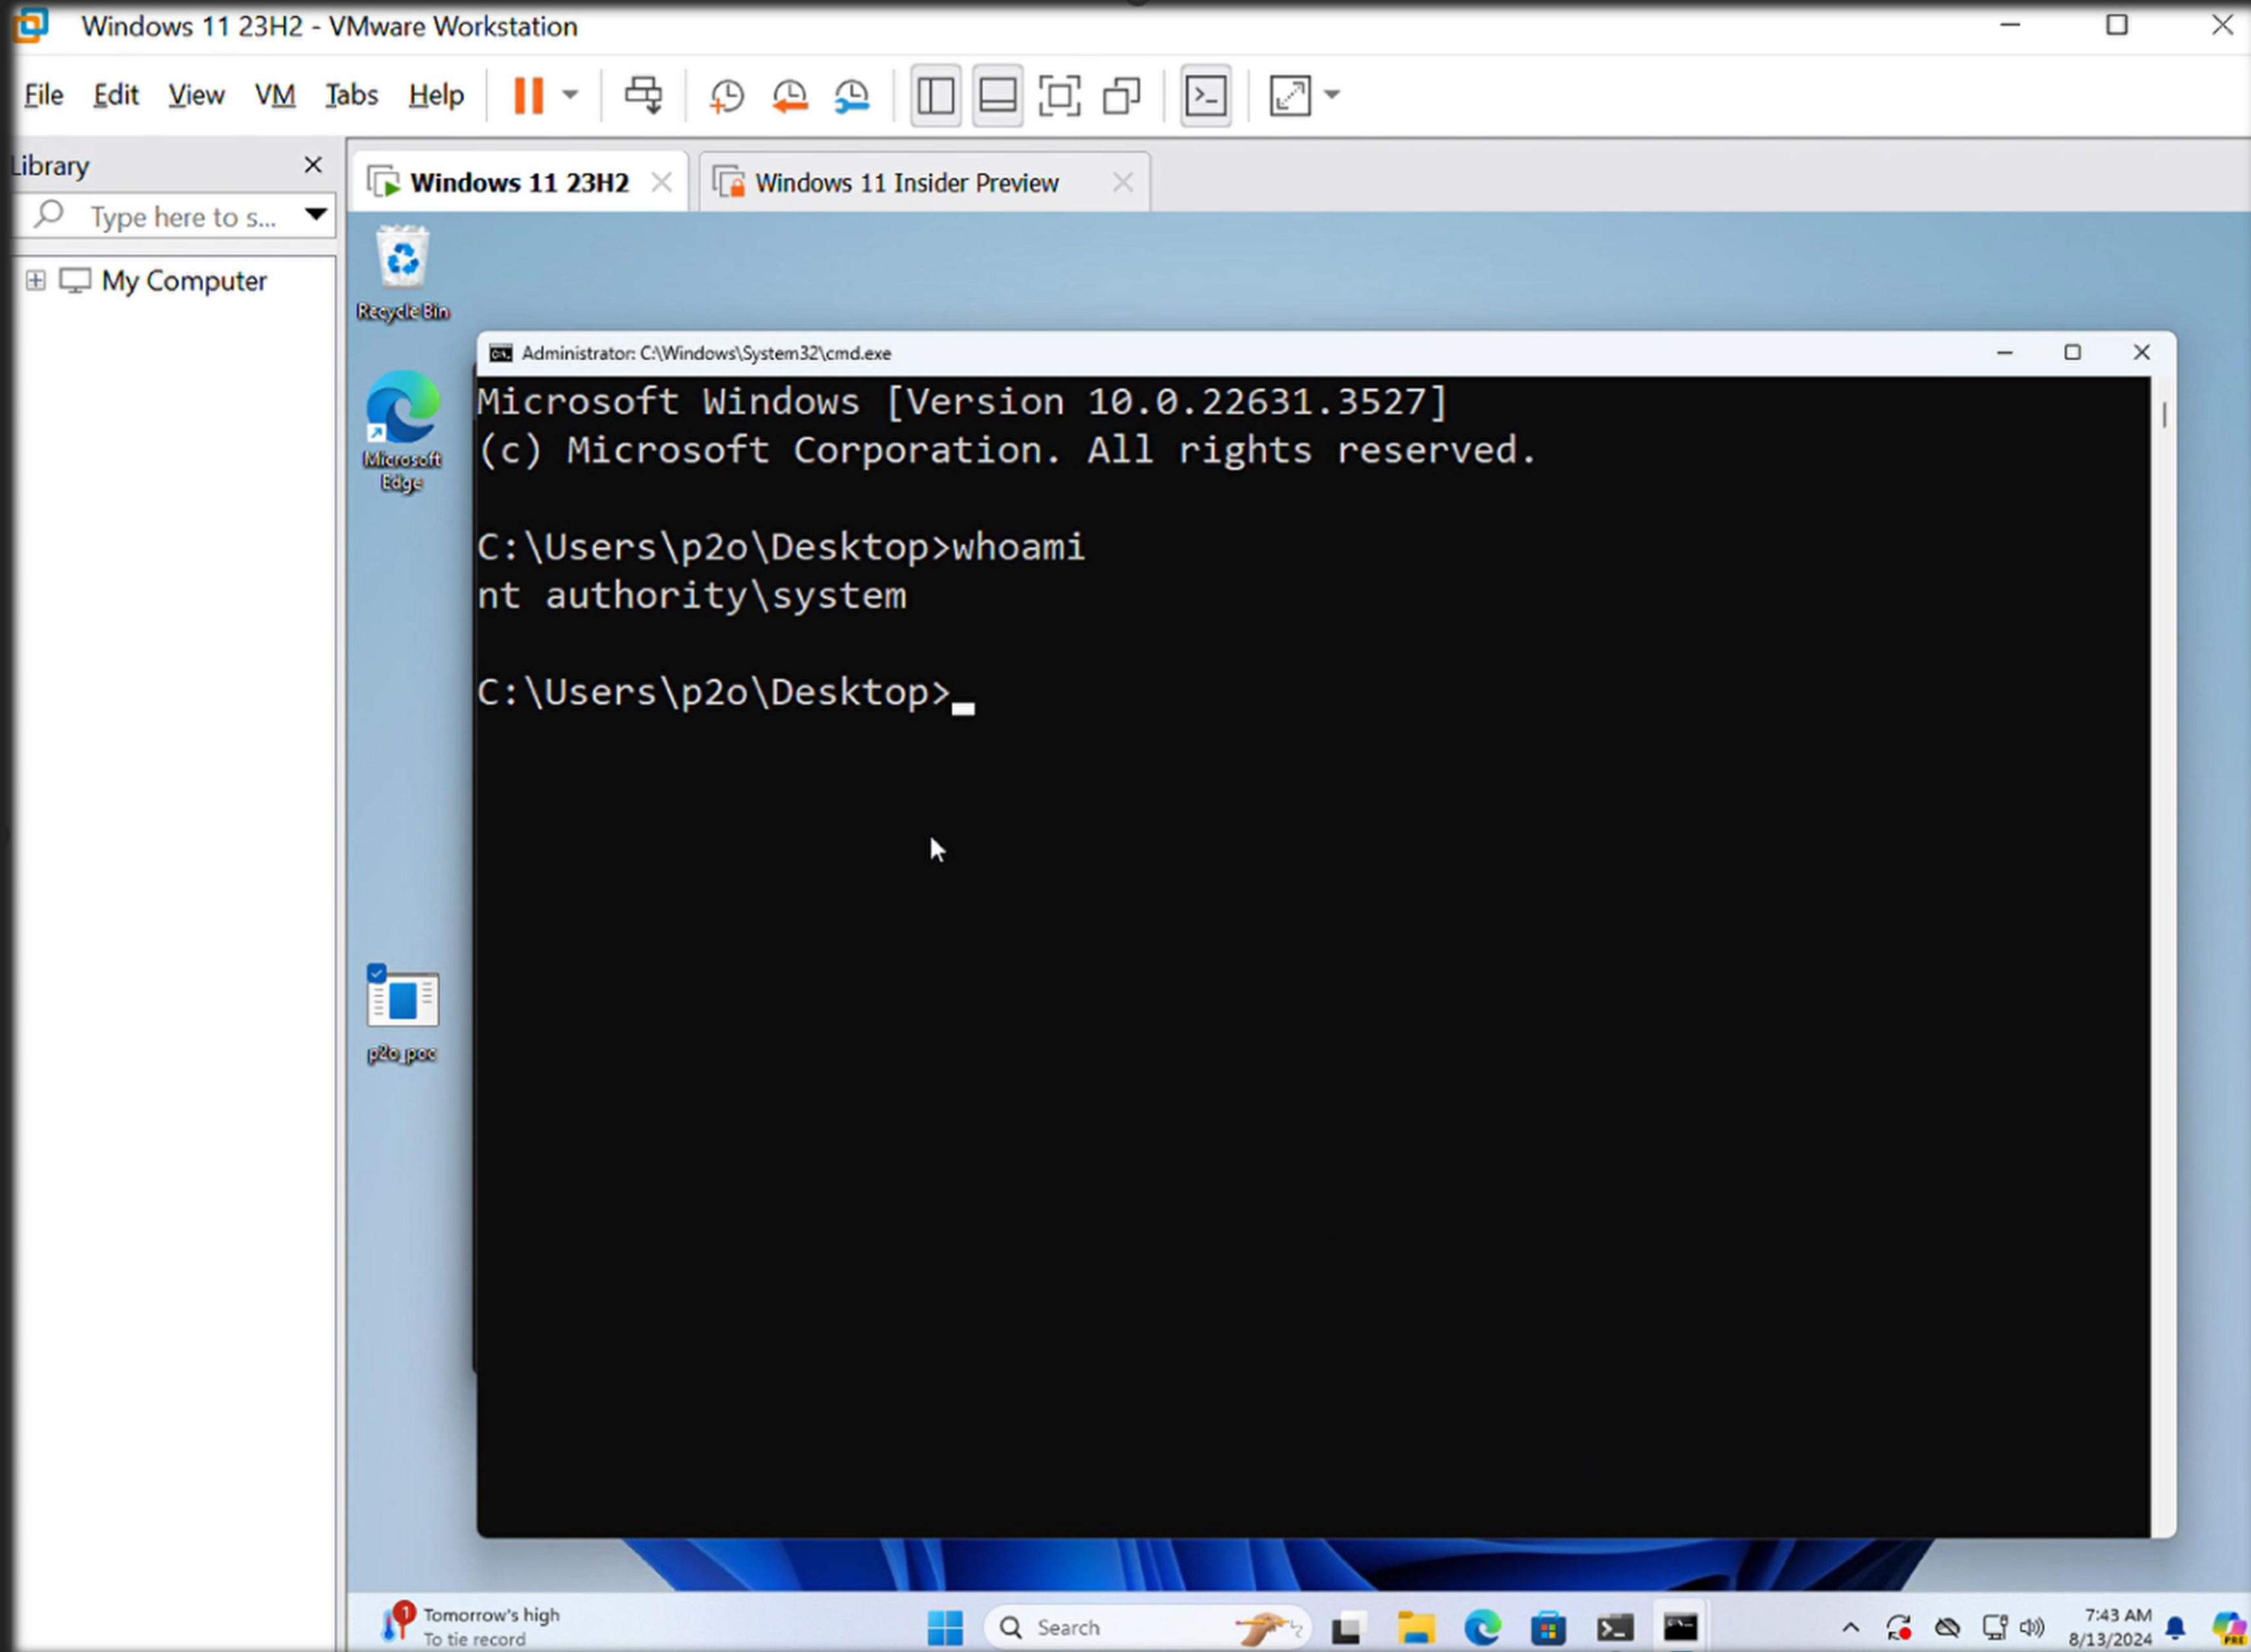 Windows 11 23H2 - VMware Workstation
File Edit View VM Tabs Help
Library
Type here to s...
My Computer
Windows 11 23H2
Windows 11 Insider Preview
Recycle Bin
Microsoft
Edge
Administrator: C:\Windows\System32\cmd.exe
Microsoft Windows [Version 10.0.22631.3527]
(c) Microsoft Corporation. All rights reserved.
C:\Users\p2o\Desktop>whoami
nt authority\system
C:\Users\p2o\Desktop>
p2o_poc
1
Tomorrow's high
To tie record
Search
7:43 AM
8/13/2024
PRE